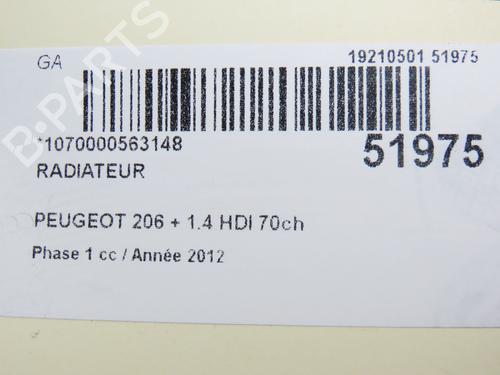 GA
19210501 51975
*1070000563148
51975
RADIATEUR
PEUGEOT 206 + 1.4 HDI 70ch
Phase 1 cc / Année 2012
B-PARTS